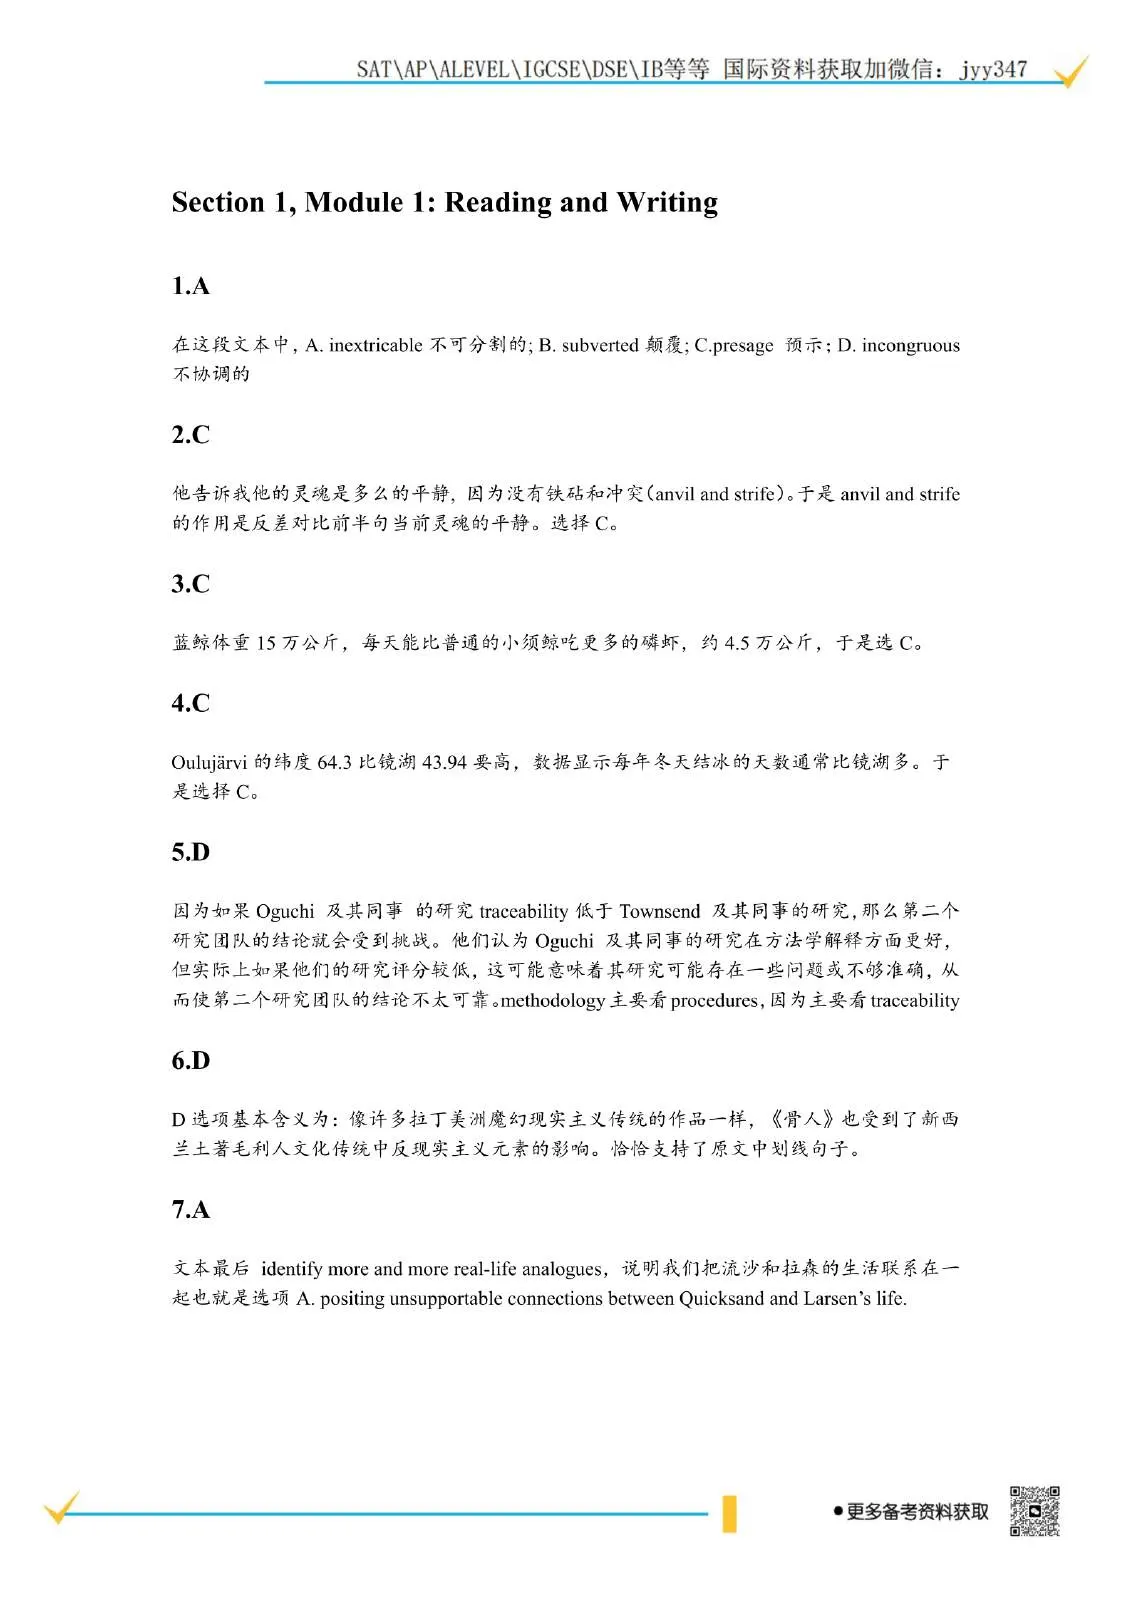 SAT\AP\ALEVEL\IGCSE\DSE\IB等等 国际资料获取加微信：jyy347
Section 1, Module 1: Reading and Writing
1.A
在这段文本中，A. inextricable 不可分割的; B. subverted 颠覆; C.presage 预示；D. incongruous
不协调的
2.C
他告诉我他的灵魂是多么的平静，因为没有铁砧和冲突（anvil and strife）。于是 anvil and strife
的作用是反差对比前半句当前灵魂的平静。选择 C。
3.C
蓝鲸体重 15 万公斤，每天能比普通的小须鲸吃更多的磷虾，约 4.5 万公斤，于是选 C。
4.C
Oulujärvi 的纬度 64.3 比镜湖 43.94 要高，数据显示每年冬天结冰的天数通常比镜湖多。于
是选择 C。
5.D
因为如果 Oguchi 及其同事 的研究 traceability 低于 Townsend 及其同事的研究，那么第二个
研究团队的结论就会受到挑战。他们认为 Oguchi 及其同事的研究在方法学解释方面更好，
但实际上如果他们的研究评分较低，这可能意味着其研究可能存在一些问题或不够准确，从
而使第二个研究团队的结论不太可靠。methodology 主要看 procedures，因为主要看 traceability
6.D
D 选项基本含义为：像许多拉丁美洲魔幻现实主义传统的作品一样，《骨人》也受到了新西
兰土著毛利人文化传统中反现实主义元素的影响。恰恰支持了原文中划线句子。
7.A
文本最后 identify more and more real-life analogues，说明我们把流沙和拉森的生活联系在一
起也就是选项 A. positing unsupportable connections between Quicksand and Larsen’s life.
●更多备考资料获取